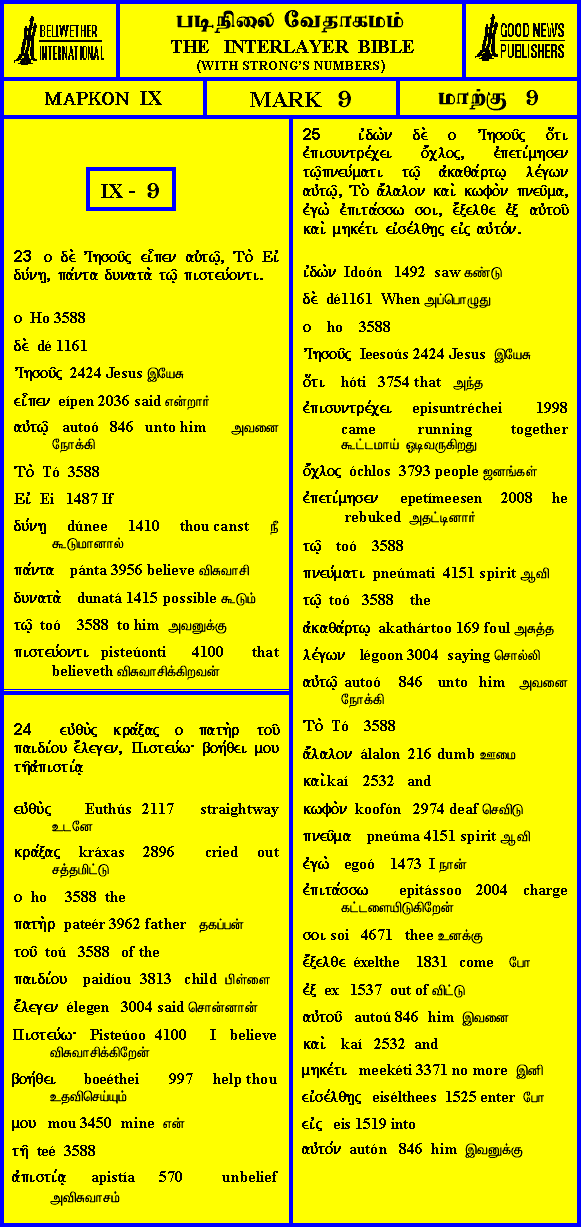 BELLWETHER
INTERNATIONAL
படிநிலை வேதாகமம்
THE INTERLAYER BIBLE
(WITH STRONG'S NUMBERS)
GOOD NEWS
PUBLISHERS
ΜΑΡΚΟΝ IX
MARK 9
மாற்கு 9
IX - 9
23 ο δὲ Ἰησοῦς εἶπεν αὐτῷ, Τὸ Εἰ
δύνῃ, πάντα δυνατὰ τῷ πιστεύοντι.
ο Ho 3588
δὲ dé 1161
Ἰησοῦς 2424 Jesus இயேசு
εἶπεν eípen 2036 said என்றார்
αὐτῷ autoó 846 unto him அவனை
நோக்கி
Τὸ Tó 3588
Εἰ Ei 1487 If
δύνῃ dúnee 1410 thou canst நீ
கூடுமானால்
πάντα pánta 3956 believe விசுவாசி
δυνατὰ dunatá 1415 possible கூடும்
τῷ toó 3588 to him அவனுக்கு
πιστεύοντι pisteúonti 4100 that
believeth விசுவாசிக்கிறவன்
24 εὐθὺς κράξας ο πατὴρ τοῦ
παιδίου ἔλεγεν, Πιστεύω· βοήθει μου
τῇἀπιστίᾳ
εὐθὺς Euthús 2117 straightway
உடனே
κράξας kráxas 2896 cried out
சத்தமிட்டு
ο ho 3588 the
πατὴρ pateér 3962 father தகப்பன்
τοῦ toú 3588 of the
παιδίου paidíou 3813 child பிள்ளை
ἔλεγεν élegen 3004 said சொன்னான்
Πιστεύω· Pisteúoo 4100 I believe
விசுவாசிக்கிறேன்
βοήθει boeéthei 997 help thou
உதவிசெய்யும்
μου mou 3450 mine என்
τῇ teé 3588
ἀπιστίᾳ apistía 570 unbelief
அவிசுவாசம்
25 ἰδὼν δὲ ο Ἰησοῦς ὅτι
ἐπισυντρέχει ὄχλος, ἐπετίμησεν
τῷπνεύματι τῷ ἀκαθάρτῳ λέγων
αὐτῷ, Τὸ ἄλαλον καὶ κωφὸν πνεῦμα,
ἐγὼ ἐπιτάσσω σοι, ἔξελθε ἐξ αὐτοῦ
καὶ μηκέτι εἰσέλθῃς εἰς αὐτόν.
ἰδὼν Idoón 1492 saw கண்டு
δὲ dé1161 When அப்பொழுது
ο ho 3588
Ἰησοῦς Ieesoús 2424 Jesus இயேசு
ὅτι hóti 3754 that அந்த
ἐπισυντρέχει episuntréchei 1998
came running together
கூட்டமாய் ஓடிவருகிறது
ὄχλος óchlos 3793 people ஜனங்கள்
ἐπετίμησεν epetímeesen 2008 he
rebuked அதட்டினார்
τῷ toó 3588
πνεύματι pneúmati 4151 spirit ஆவி
τῷ toó 3588 the
ἀκαθάρτῳ akathártoo 169 foul அசுத்த
λέγων légoon 3004 saying சொல்லி
αὐτῷ autoó 846 unto him அவனை
நோக்கி
Τὸ Tó 3588
ἄλαλον álalon 216 dumb ஊமை
καὶ kaí 2532 and
κωφὸν koofón 2974 deaf செவிடு
πνεῦμα pneúma 4151 spirit ஆவி
ἐγὼ egoó 1473 I நான்
ἐπιτάσσω epitássoo 2004 charge
கட்டளையிடுகிறேன்
σοι soi 4671 thee உனக்கு
ἔξελθε éxelthe 1831 come போ
ἐξ ex 1537 out of விட்டு
αὐτοῦ autoú 846 him இவனை
καὶ kaí 2532 and
μηκέτι meekéti 3371 no more இனி
εἰσέλθῃς eisélthees 1525 enter போ
εἰς eis 1519 into
αὐτόν autón 846 him இவனுக்கு